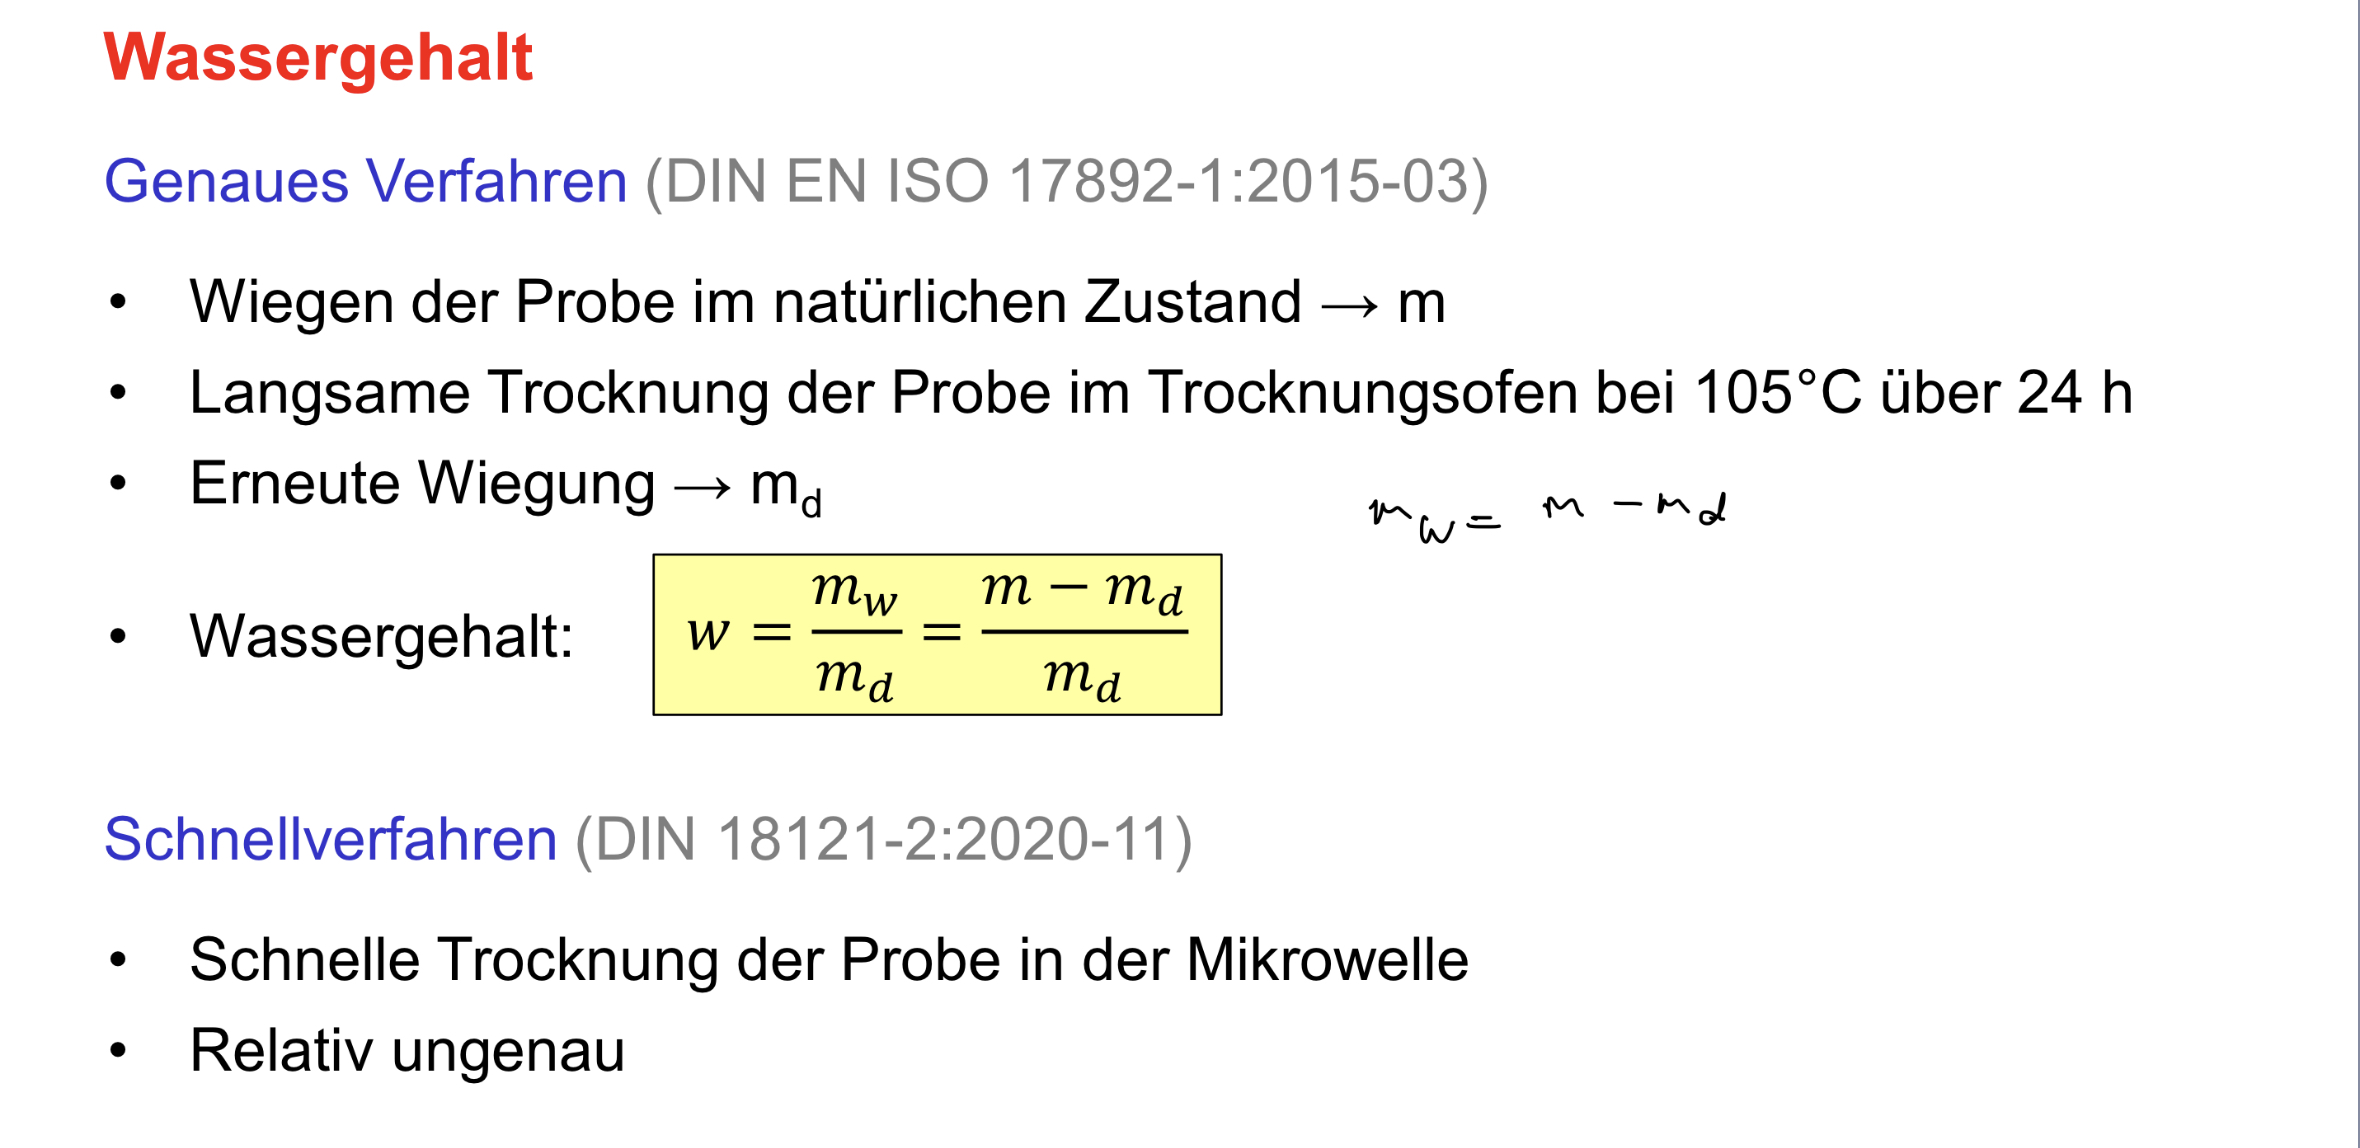 Wassergehalt
Genaues Verfahren (DIN EN ISO 17892-1:2015-03)
• Wiegen der Probe im natürlichen Zustand → m
• Langsame Trocknung der Probe im Trocknungsofen bei 105°C über 24 h
• Erneute Wiegung → m_d
m_w = m − m_d
• Wassergehalt: w = m_w / m_d = (m − m_d) / m_d
Schnellverfahren (DIN 18121-2:2020-11)
• Schnelle Trocknung der Probe in der Mikrowelle
• Relativ ungenau